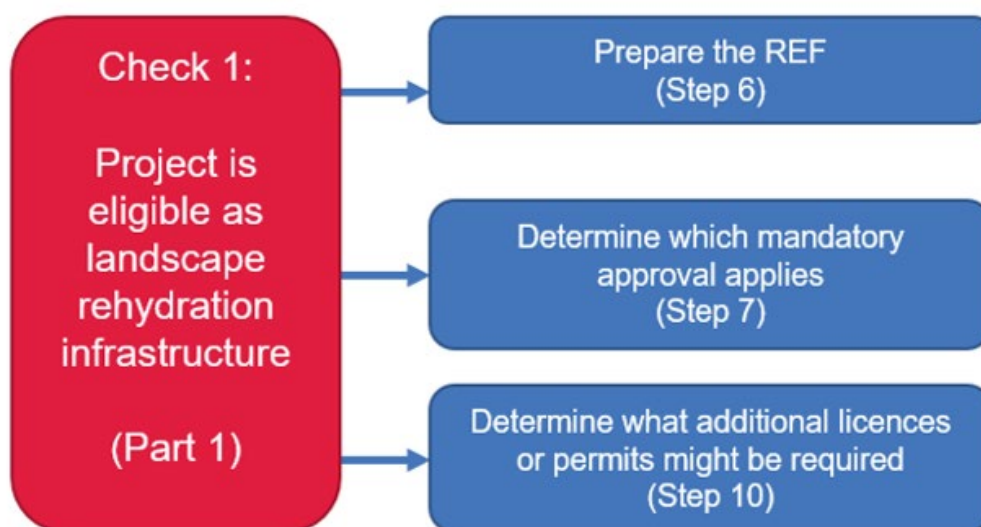 Check 1:
Project is
eligible as
landscape
rehydration
infrastructure
(Part 1)
Prepare the REF
(Step 6)
Determine which mandatory
approval applies
(Step 7)
Determine what additional licences
or permits might be required
(Step 10)